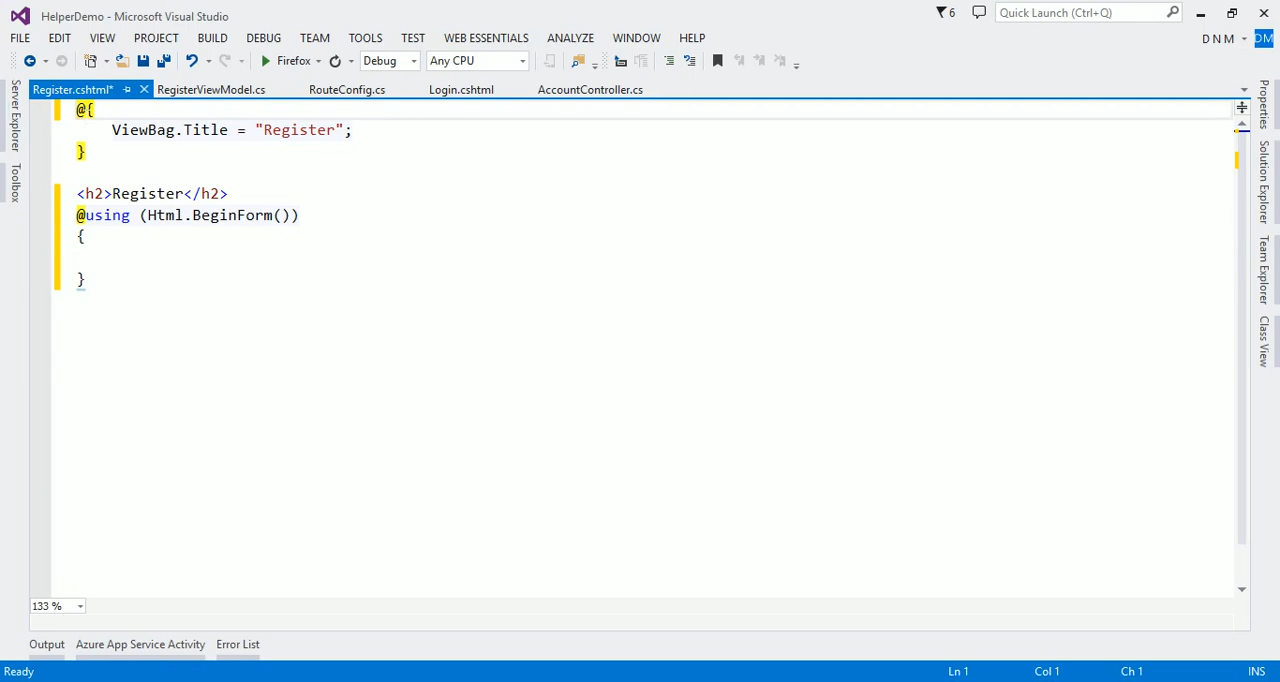 HelperDemo - Microsoft Visual Studio
6
Quick Launch (Ctrl+Q)
FILE EDIT VIEW PROJECT BUILD DEBUG TEAM TOOLS TEST WEB ESSENTIALS ANALYZE WINDOW HELP
D N M
DM
Firefox
Debug
Any CPU
Register.cshtml*
RegisterViewModel.cs
RouteConfig.cs
Login.cshtml
AccountController.cs
Server Explorer
Toolbox
@{
ViewBag.Title = "Register";
}
<h2>Register</h2>
@using (Html.BeginForm())
{
}
Properties
Solution Explorer
Team Explorer
Class View
133 %
Output
Azure App Service Activity
Error List
Ready
Ln 1
Col 1
Ch 1
INS